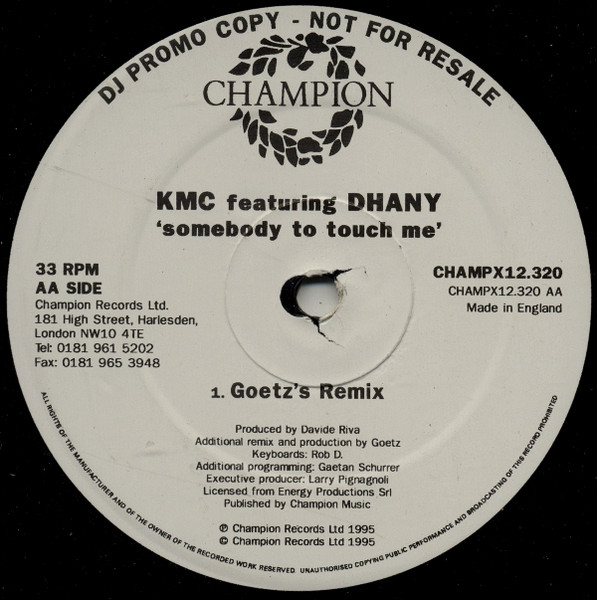 DJ PROMO COPY - NOT FOR RESALE
CHAMPION
KMC featuring DHANY
‘somebody to touch me’
33 RPM
AA SIDE
Champion Records Ltd.
181 High Street, Harlesden,
London NW10 4TE
Tel: 0181 961 5202
Fax: 0181 965 3948
CHAMPX12.320
CHAMPX12.320 AA
Made in England
1. Goetz's Remix
Produced by Davide Riva
Additional remix and production by Goetz
Keyboards: Rob D.
Additional programming: Gaetan Schurrer
Executive producer: Larry Pignagnoli
Licensed from Energy Productions Srl
Published by Champion Music
℗ Champion Records Ltd 1995
© Champion Records Ltd 1995
ALL RIGHTS OF THE MANUFACTURER AND OF THE OWNER OF THE RECORDED WORK RESERVED. UNAUTHORISED COPYING PUBLIC PERFORMANCE AND BROADCASTING OF THIS RECORD PROHIBITED